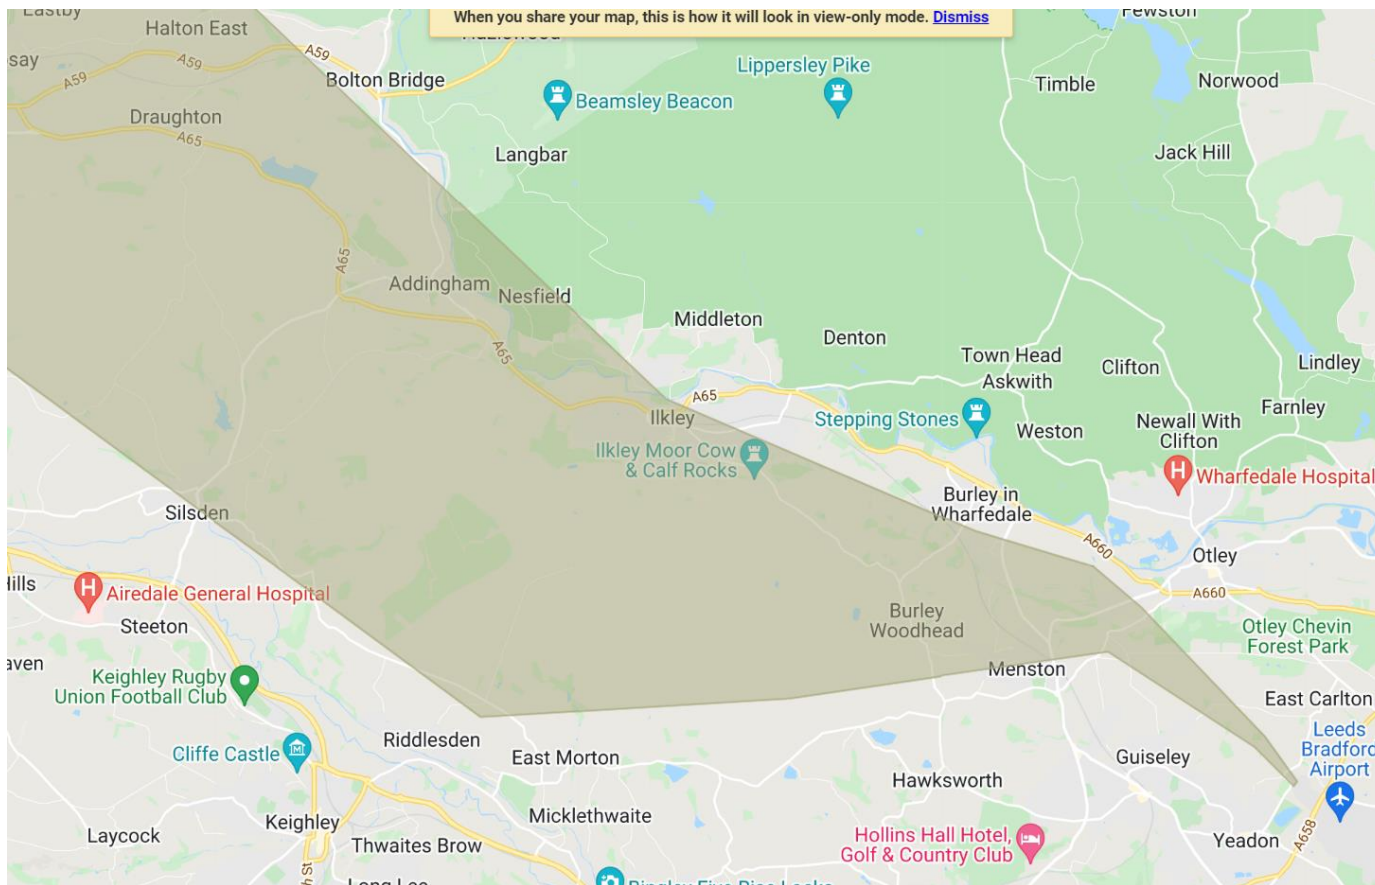 Eastby
Halton East
When you share your map, this is how it will look in view-only mode. Dismiss
Fewston
A59
A59
A59
Bolton Bridge
Lippersley Pike
Timble
Norwood
Beamsley Beacon
Draughton
A65
Langbar
Jack Hill
A65
Addingham
Nesfield
Middleton
Denton
Town Head
Askwith
Clifton
Lindley
A65
A65
Ilkley
Stepping Stones
Weston
Newall With
Clifton
Farnley
Ilkley Moor Cow
& Calf Rocks
Wharfedale Hospital
Burley in
Wharfedale
Silsden
A660
Otley
H
Airedale General Hospital
A660
Steeton
Burley
Woodhead
Otley Chevin
Forest Park
Keighley Rugby
Union Football Club
Menston
East Carlton
Riddlesden
Cliffe Castle
East Morton
Guiseley
Leeds
Bradford
Airport
Hawksworth
Micklethwaite
Keighley
Laycock
Thwaites Brow
Hollins Hall Hotel,
Golf & Country Club
Yeadon
A658